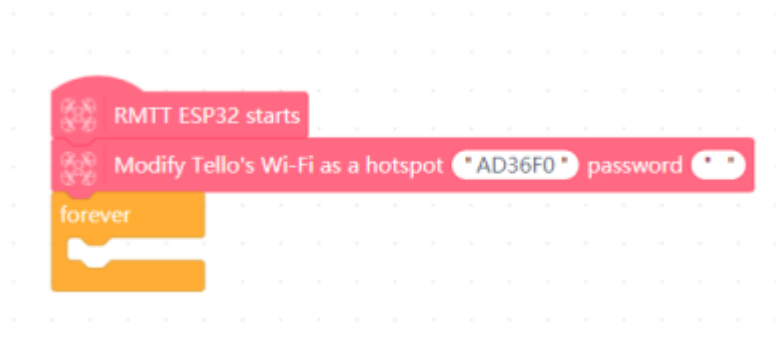 RMTT ESP32 starts
Modify Tello's Wi-Fi as a hotspot "AD36F0" password " "
forever